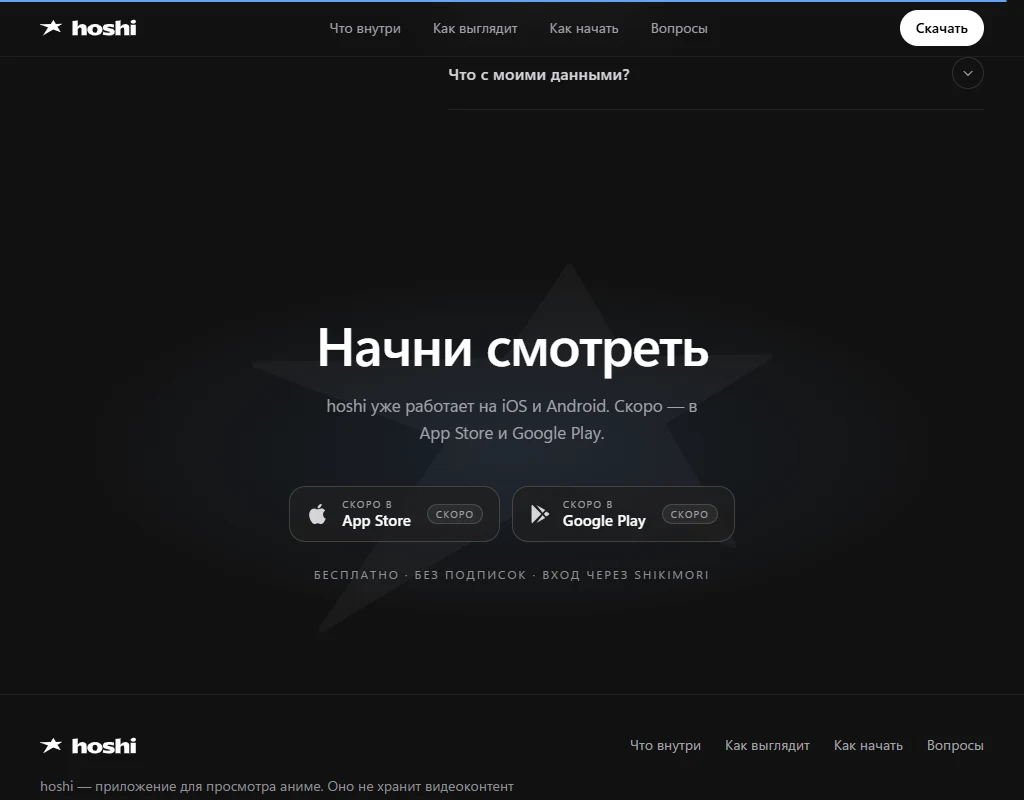 hoshi
Что внутри
Как выглядит
Как начать
Вопросы
Скачать
Что с моими данными?
Начни смотреть
hoshi уже работает на iOS и Android. Скоро — в
App Store и Google Play.
СКОРО В
App Store
СКОРО
СКОРО В
Google Play
СКОРО
БЕСПЛАТНО · БЕЗ ПОДПИСОК · ВХОД ЧЕРЕЗ SHIKIMORI
hoshi
Что внутри
Как выглядит
Как начать
Вопросы
hoshi — приложение для просмотра аниме. Оно не хранит видеоконтент